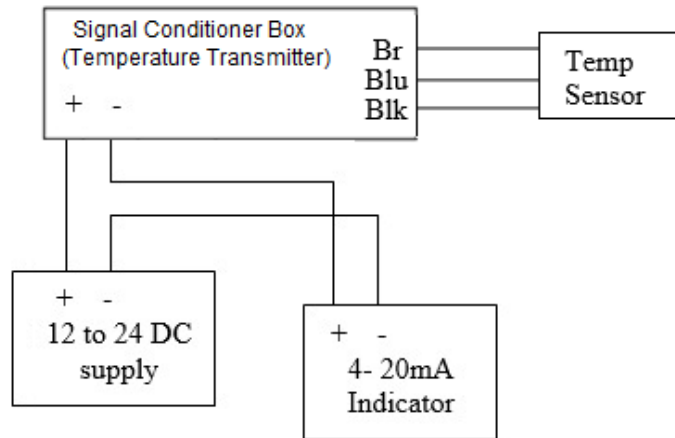 Signal Conditioner Box
(Temperature Transmitter)
+ -
Br
Blu
Blk
Temp
Sensor
+ -
12 to 24 DC
supply
+ -
4- 20mA
Indicator